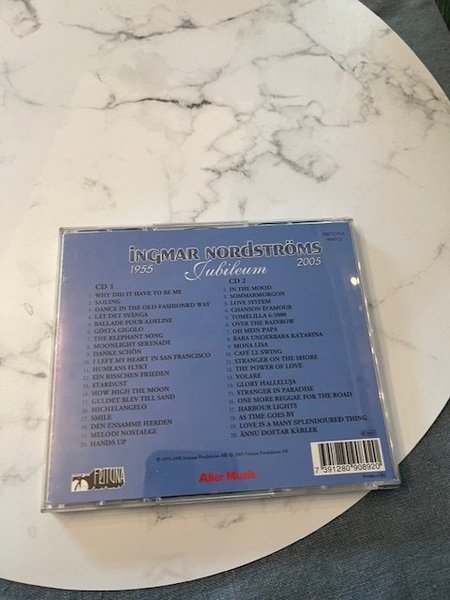 FRITUNA
INGMAR NORDSTRÖMS
1955 Jubileum 2005
CD 1
1. WHY DID IT HAVE TO BE ME
2. SAILING
3. DANCE IN THE OLD-FASHIONED WAY
4. LÅT DET SVÄNGA
5. BALLADE POUR ADELINE
6. GÖSTA GIGOLO
7. THE ELEPHANT SONG
8. MOONLIGHT SERENADE
9. DANKE SCHÖN
10. I LEFT MY HEART IN SAN FRANCISCO
11. HUMLANS FLYKT
12. EIN BISSCHEN FRIEDEN
13. STARDUST
14. HOW HIGH THE MOON
15. GULDET BLEV TILL SAND
16. MICHELANGELO
17. SMILE
18. DEN ENSAMME HERDEN
19. MELODI NOSTALGI
20. HANDS UP
CD 2
1. IN THE MOOD
2. SOMMARMORGON
3. LOVE SYSTEM
4. CHANSON D'AMOUR
5. TOMELILLA 6-5000
6. OVER THE RAINBOW
7. OH MEIN PAPA
8. RARA UNDERBARA KATARINA
9. MONA LISA
10. CAFÉ LE SWING
11. STRANGER ON THE SHORE
12. THE POWER OF LOVE
13. VOLARE
14. GLORY HALLELUJA
15. STRANGER IN PARADISE
16. ONE MORE REGGAE FOR THE ROAD
17. HARBOUR LIGHTS
18. AS TIME GOES BY
19. LOVE IS A MANY SPLENDOURED THING
20. ÄNNU DOFTAR KÄRLEK
FRITUNA
Aller Musik
7 391280 908920